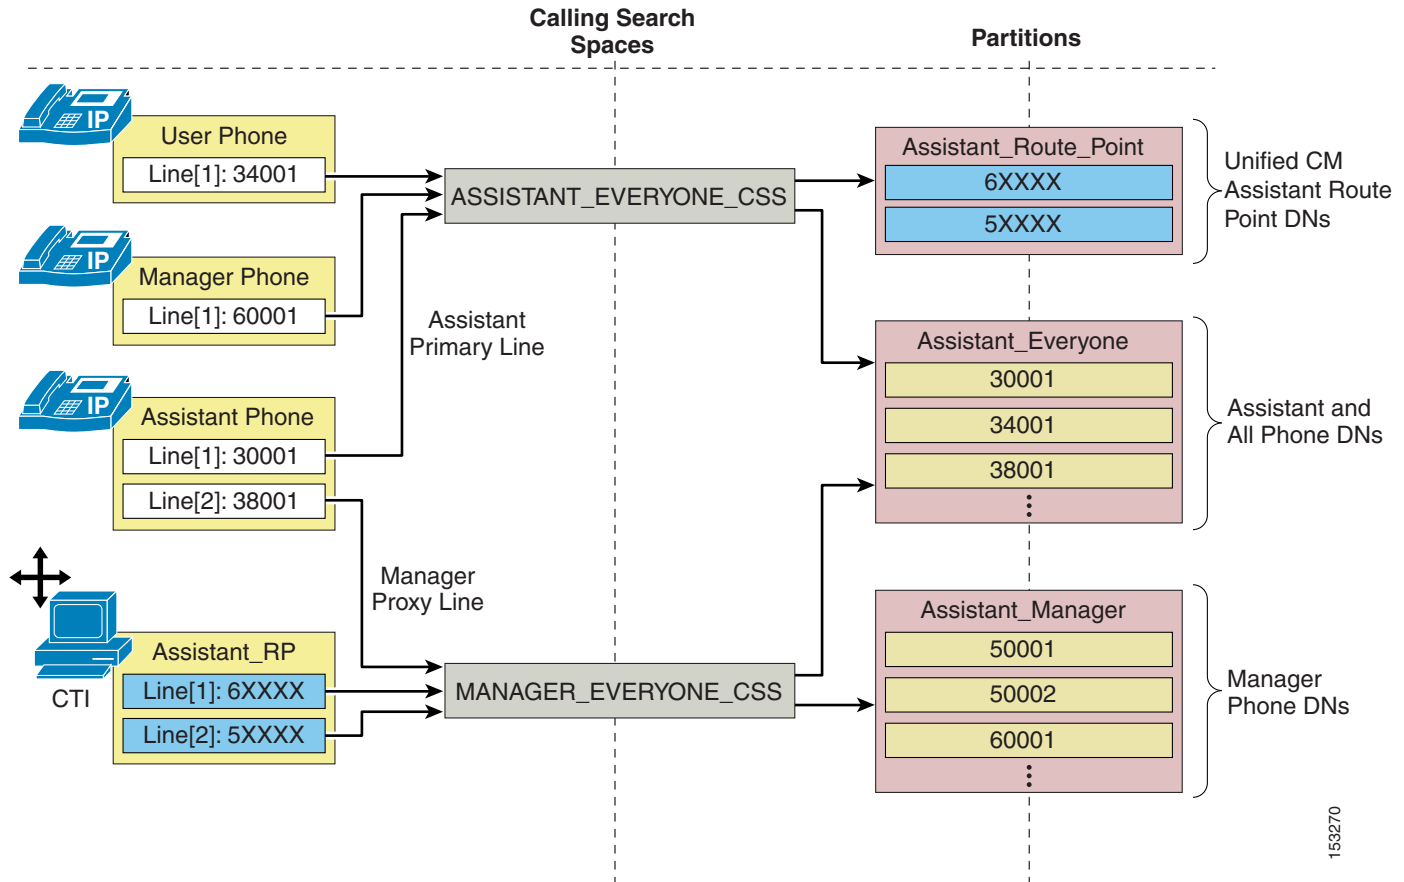 Calling Search
Spaces
Partitions
IP
User Phone
Line[1]: 34001
IP
Manager Phone
Line[1]: 60001
IP
Assistant Phone
Line[1]: 30001
Line[2]: 38001
CTI
Assistant_RP
Line[1]: 6XXXX
Line[2]: 5XXXX
Assistant
Primary Line
Manager
Proxy Line
ASSISTANT_EVERYONE_CSS
MANAGER_EVERYONE_CSS
Assistant_Route_Point
6XXXX
5XXXX
Unified CM
Assistant Route
Point DNs
Assistant_Everyone
30001
34001
38001
Assistant and
All Phone DNs
Assistant_Manager
50001
50002
60001
Manager
Phone DNs
153270